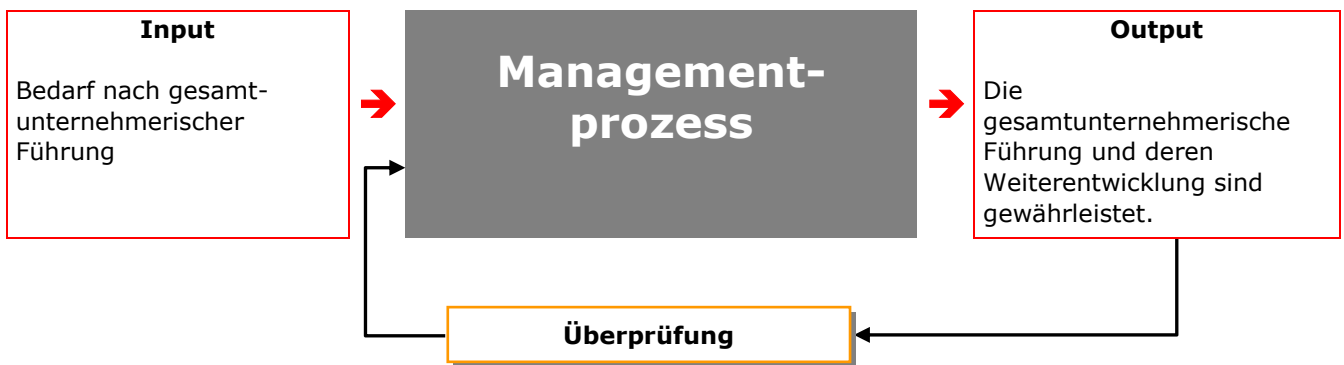 Input
Bedarf nach gesamt-
unternehmerischer
Führung
Management-
prozess
Output
Die
gesamtunternehmerische
Führung und deren
Weiterentwicklung sind
gewährleistet.
Überprüfung